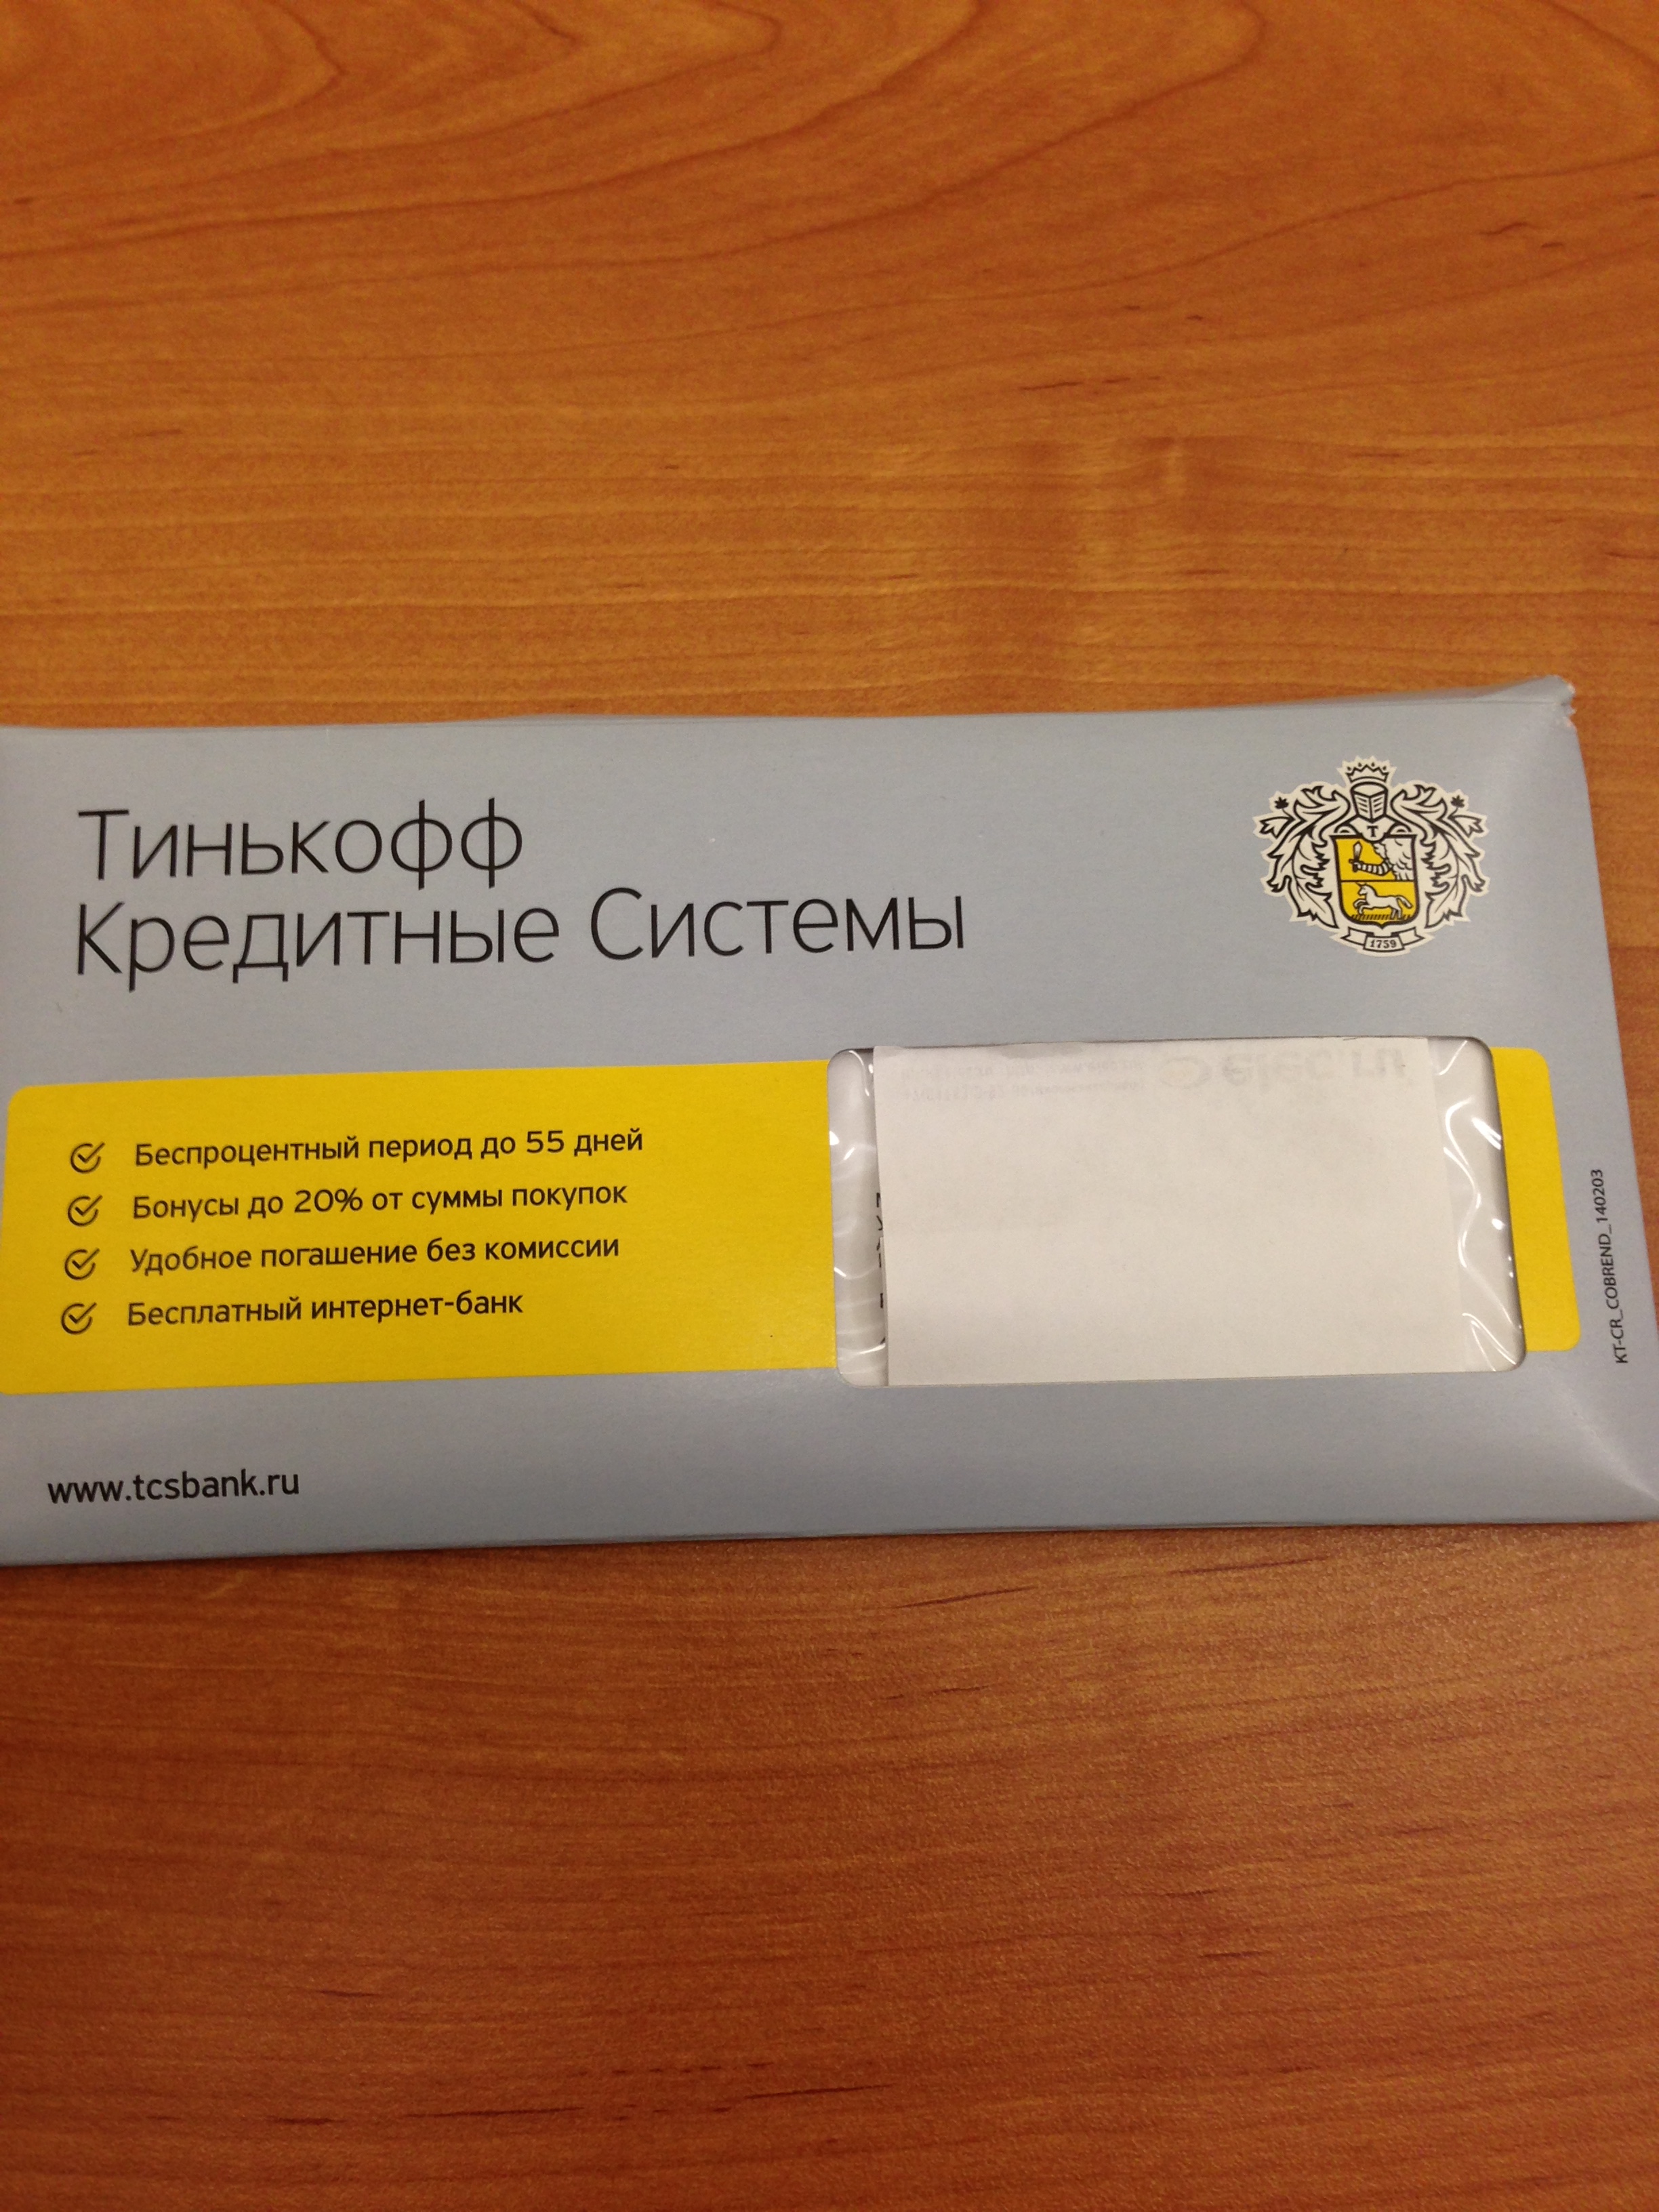 Тинькофф
Кредитные Системы
Т
1759
Беспроцентный период до 55 дней
Бонусы до 20% от суммы покупок
Удобное погашение без комиссии
Бесплатный интернет-банк
www.tcsbank.ru
KT-CR_COBREND_140203